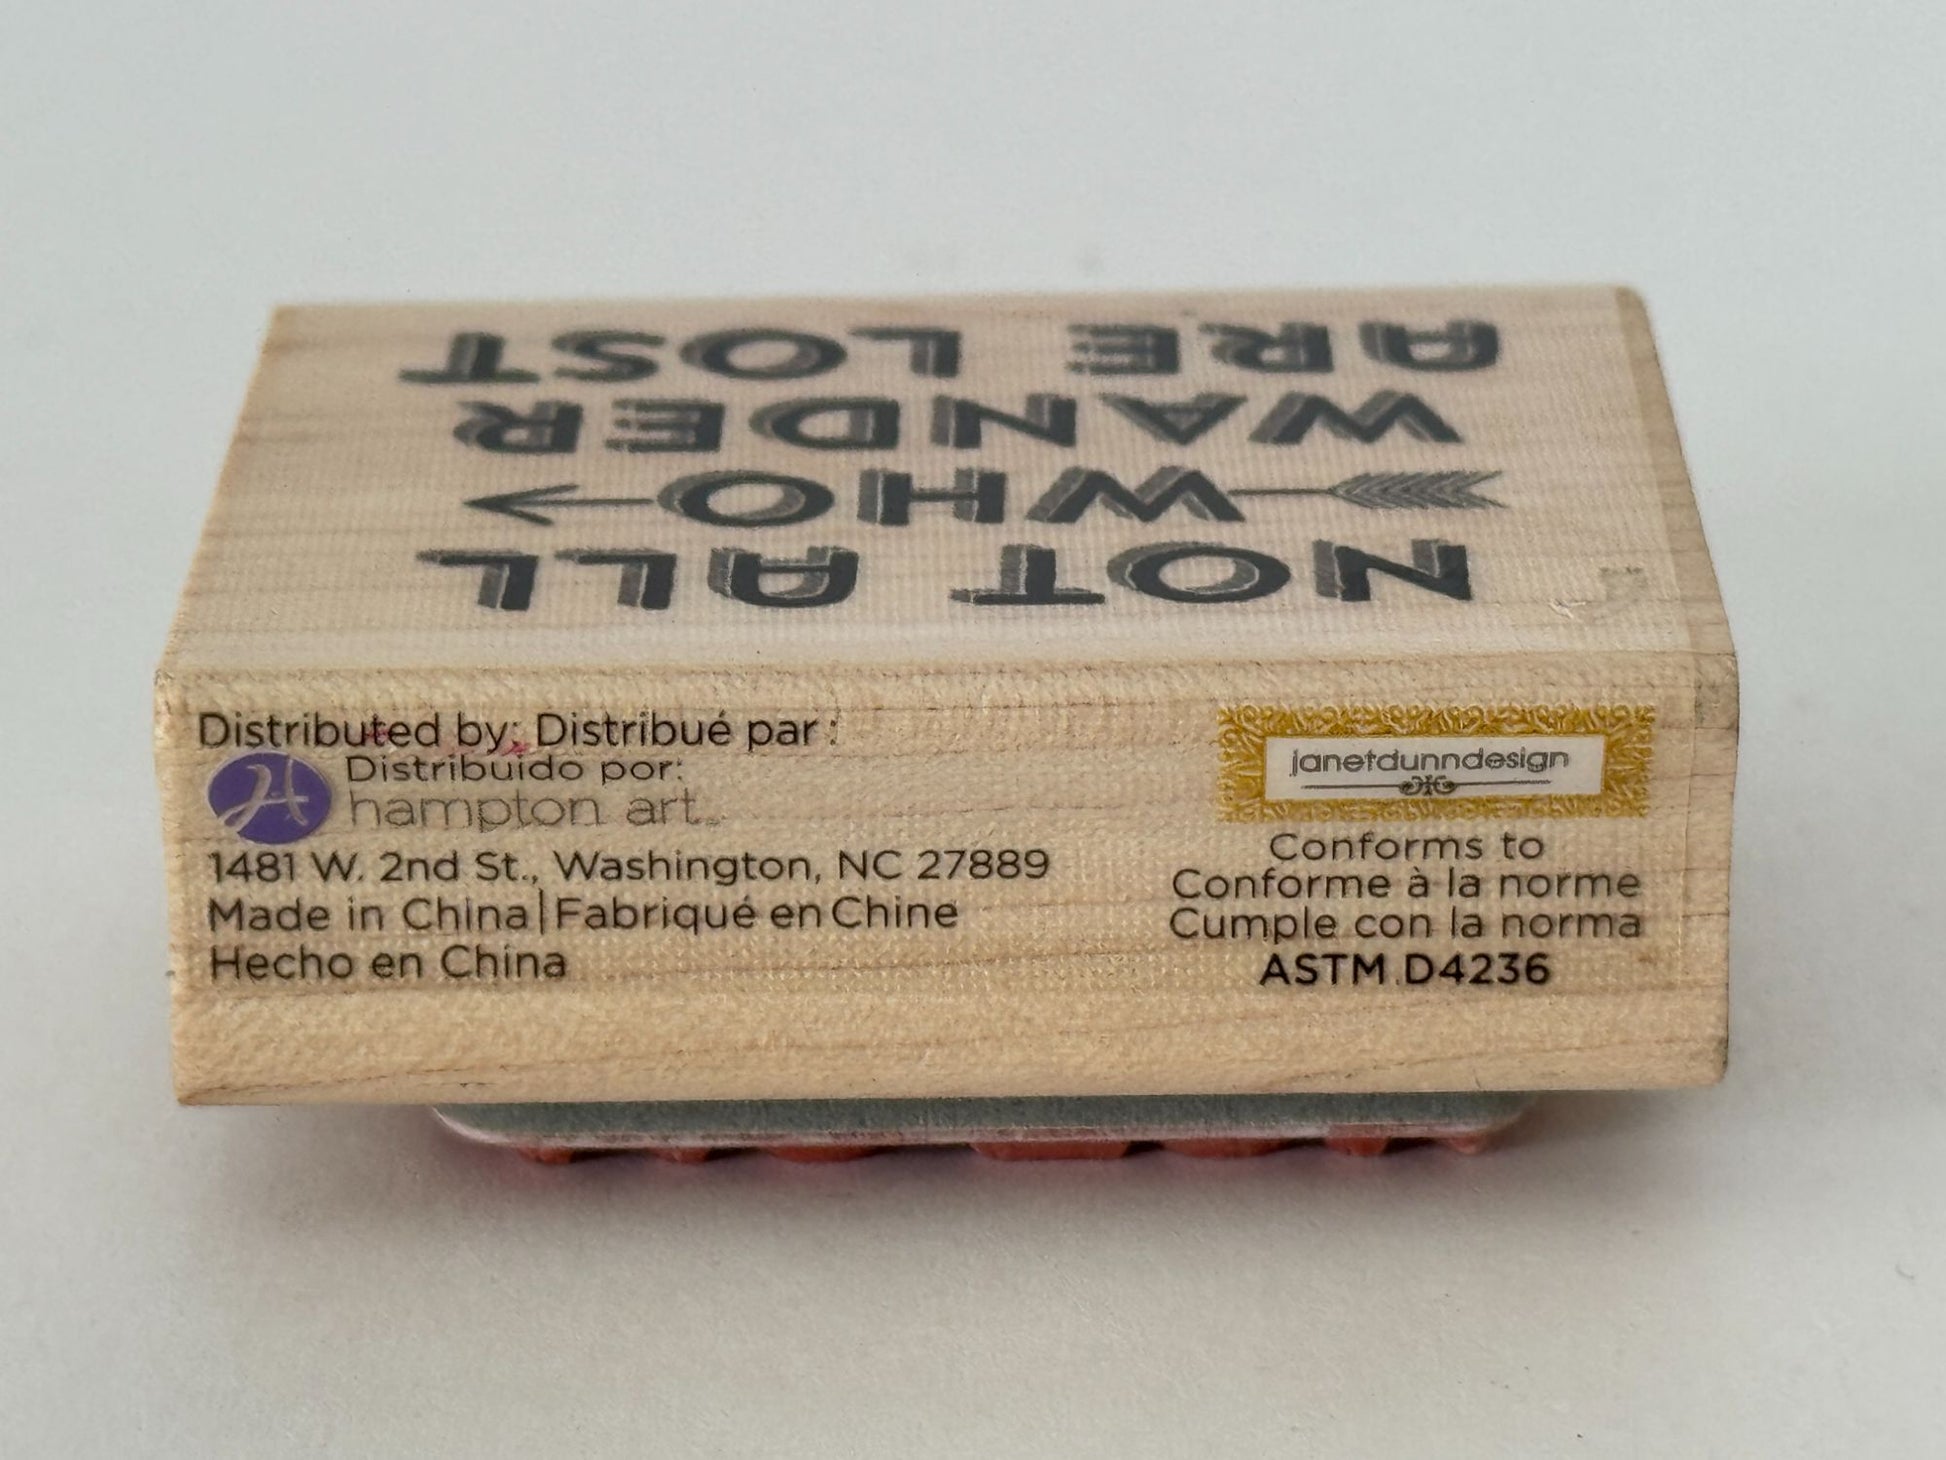 NOT ALL
WHO
WANDER
ARE LOST
Distributed by: Distribué par :
Distribuido por:
hampton art
1481 W. 2nd St., Washington, NC 27889
Made in China|Fabriqué en Chine
Hecho en China
janetdunndesign
Conforms to
Conforme à la norme
Cumple con la norma
ASTM D4236